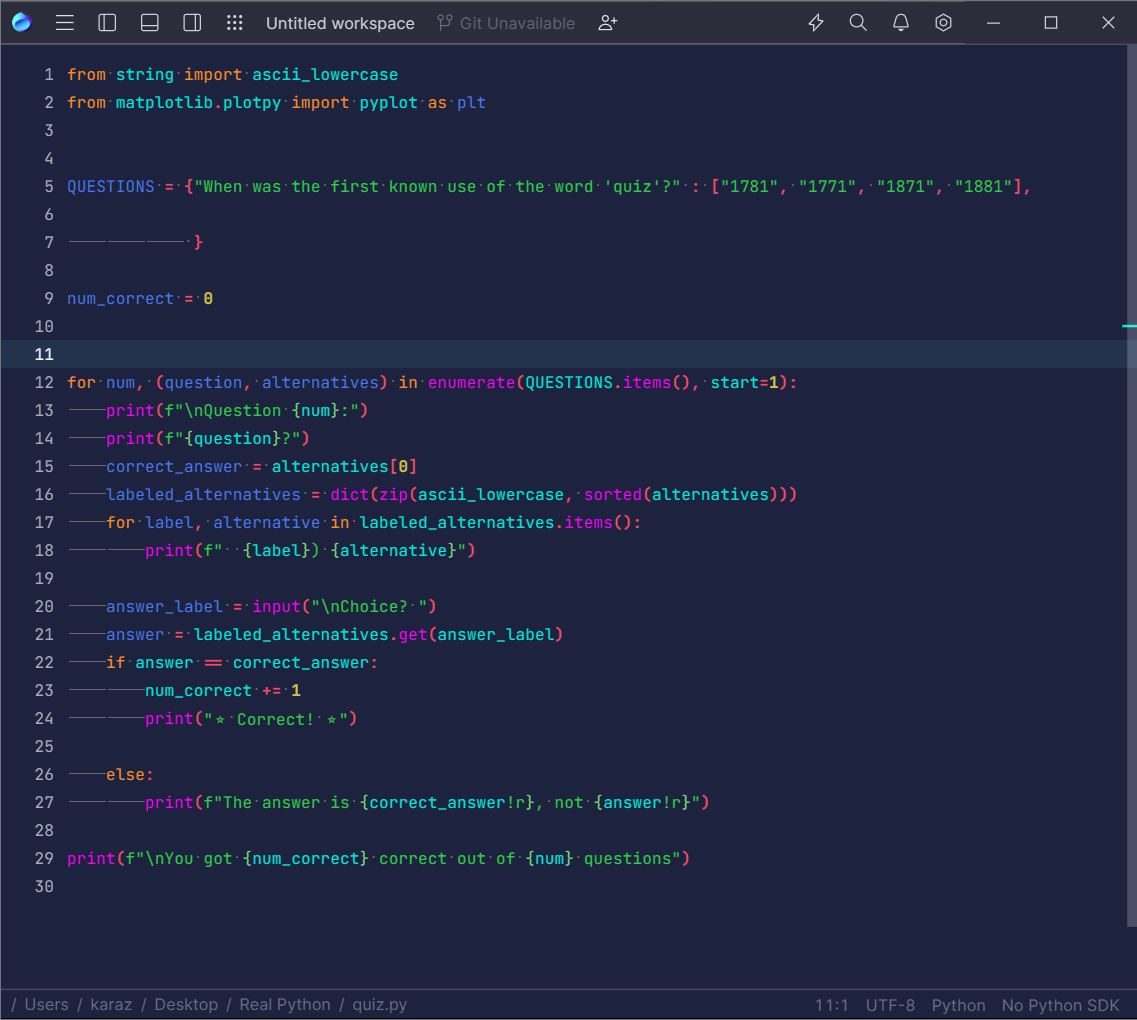 Untitled workspace Git Unavailable
1 from string import ascii_lowercase
2 from matplotlib.plotpy import pyplot as plt
3
4
5 QUESTIONS = {"When was the first known use of the word 'quiz'?" : ["1781", "1771", "1871", "1881"],
6
7 }
8
9 num_correct = 0
10
11
12 for num, (question, alternatives) in enumerate(QUESTIONS.items(), start=1):
13 print(f"\nQuestion {num}:")
14 print(f"{question}?")
15 correct_answer = alternatives[0]
16 labeled_alternatives = dict(zip(ascii_lowercase, sorted(alternatives)))
17 for label, alternative in labeled_alternatives.items():
18 print(f"  {label}) {alternative}")
19
20 answer_label = input("\nChoice? ")
21 answer = labeled_alternatives.get(answer_label)
22 if answer == correct_answer:
23 num_correct += 1
24 print("⭐ Correct! ⭐")
25
26 else:
27 print(f"The answer is {correct_answer!r}, not {answer!r}")
28
29 print(f"\nYou got {num_correct} correct out of {num} questions")
30
/ Users / karaz / Desktop / Real Python / quiz.py 11:1 UTF-8 Python No Python SDK